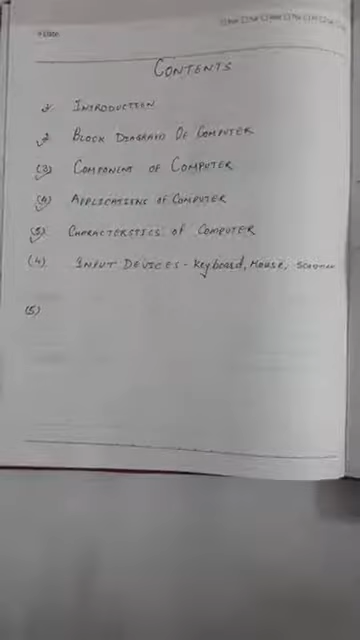 CONTENTS
1. INTRODUCTION
2. BLOCK DIAGRAM OF COMPUTER
(3) COMPONENT OF COMPUTER
(4) APPLICATIONS OF COMPUTER
(5) CHARACTERSTICS OF COMPUTER
(4) INPUT DEVICES - Keyboard, Mouse,
(5)